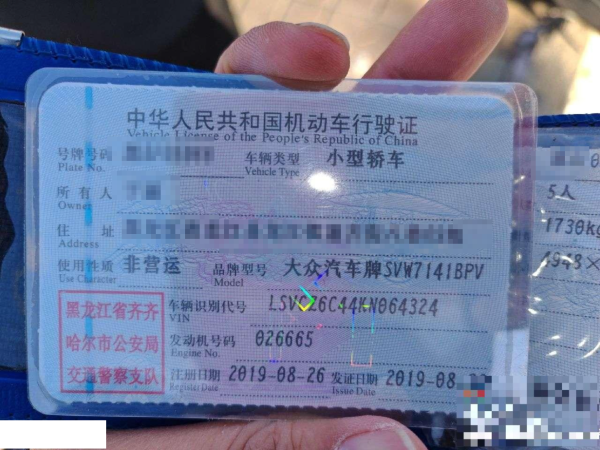 中华人民共和国机动车行驶证
Vehicle License of the People's Republic of China
号牌号码 车辆类型 小型轿车
Plate No. Vehicle Type
所有人
Owner
住址
Address
使用性质 非营运 品牌型号 大众汽车牌SVW7141BPV
Use Character Model
车辆识别代号 LSVC26C44KN064324
VIN
发动机号码 026665
Engine No.
注册日期 2019-08-26 发证日期 2019-08
Register Date Issue Date
黑龙江省齐齐
哈尔市公安局
交通警察支队
5人
1730kg
4948×